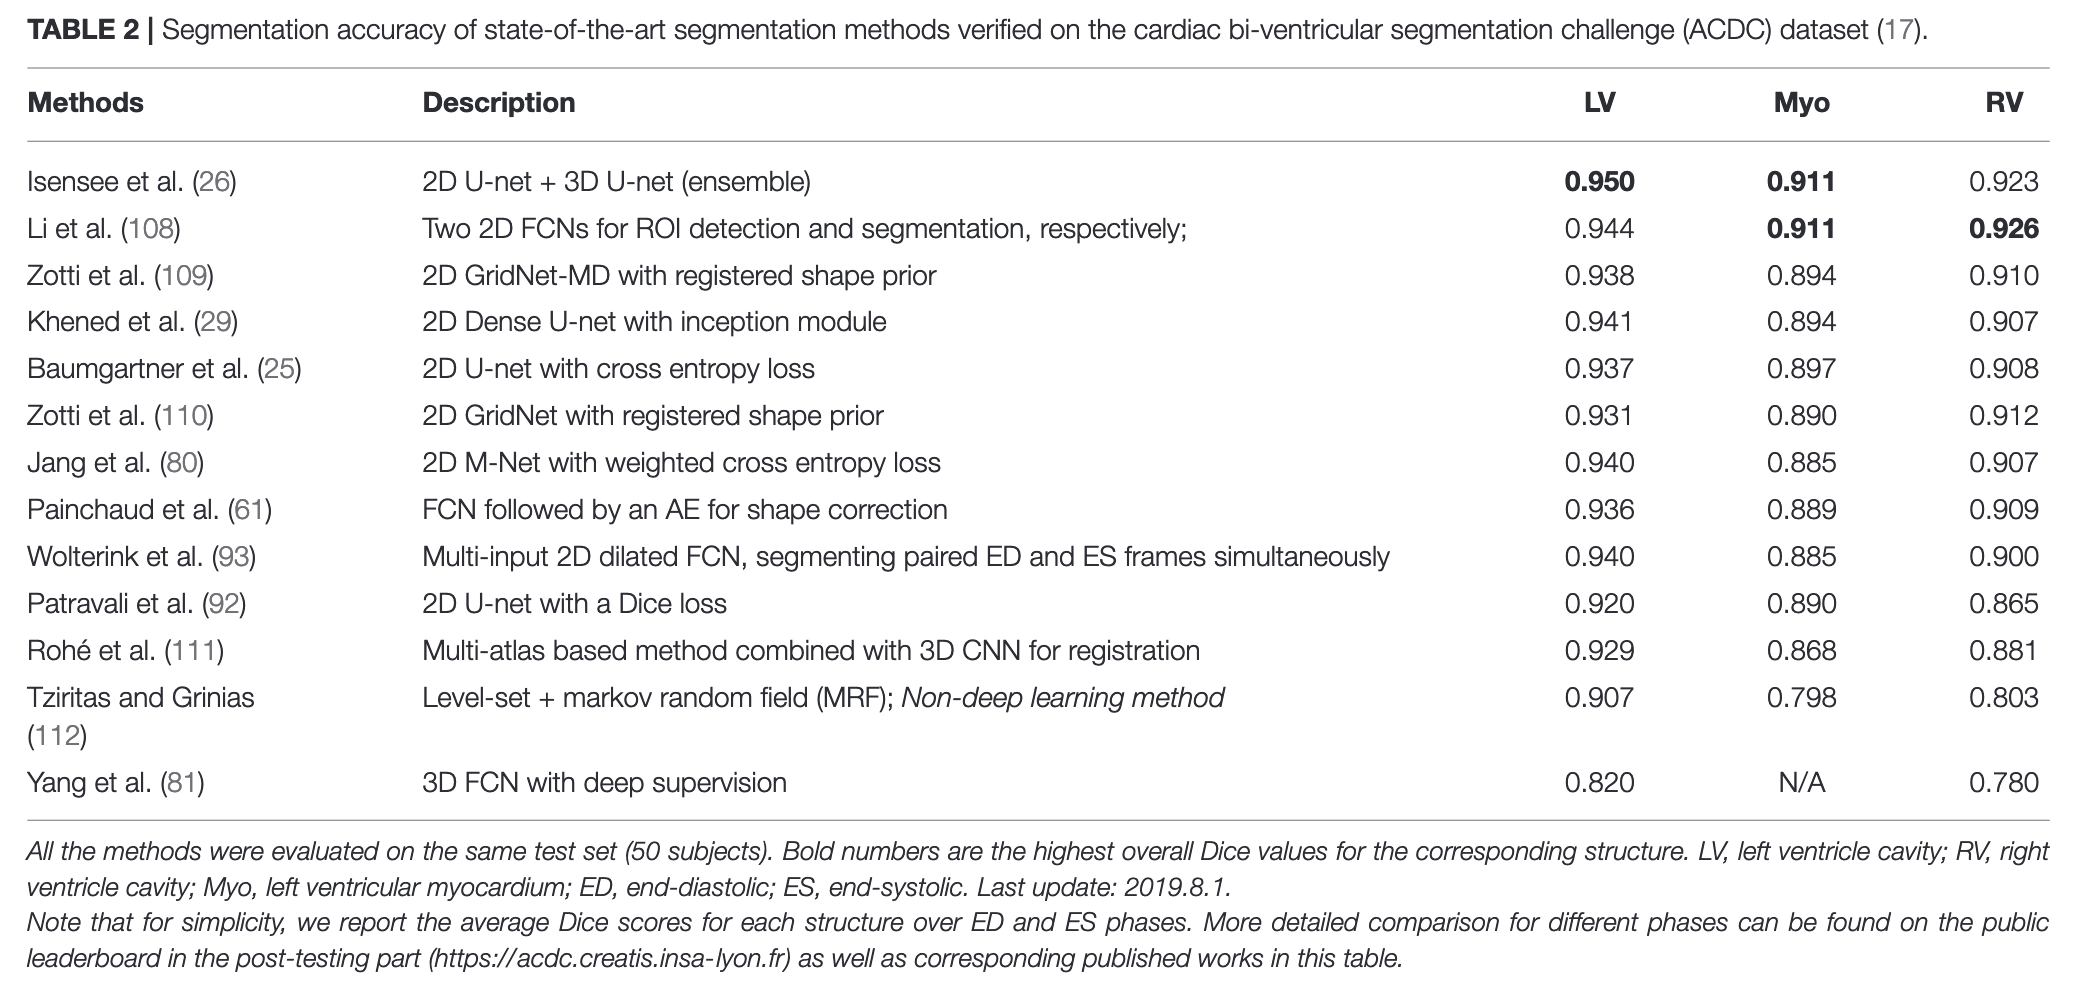 TABLE 2 | Segmentation accuracy of state-of-the-art segmentation methods verified on the cardiac bi-ventricular segmentation challenge (ACDC) dataset (17).
Methods Description LV Myo RV
Isensee et al. (26) 2D U-net + 3D U-net (ensemble) 0.950 0.911 0.923
Li et al. (108) Two 2D FCNs for ROI detection and segmentation, respectively; 0.944 0.911 0.926
Zotti et al. (109) 2D GridNet-MD with registered shape prior 0.938 0.894 0.910
Khened et al. (29) 2D Dense U-net with inception module 0.941 0.894 0.907
Baumgartner et al. (25) 2D U-net with cross entropy loss 0.937 0.897 0.908
Zotti et al. (110) 2D GridNet with registered shape prior 0.931 0.890 0.912
Jang et al. (80) 2D M-Net with weighted cross entropy loss 0.940 0.885 0.907
Painchaud et al. (61) FCN followed by an AE for shape correction 0.936 0.889 0.909
Wolterink et al. (93) Multi-input 2D dilated FCN, segmenting paired ED and ES frames simultaneously 0.940 0.885 0.900
Patravali et al. (92) 2D U-net with a Dice loss 0.920 0.890 0.865
Rohé et al. (111) Multi-atlas based method combined with 3D CNN for registration 0.929 0.868 0.881
Tziritas and Grinias Level-set + markov random field (MRF); Non-deep learning method 0.907 0.798 0.803
(112)
Yang et al. (81) 3D FCN with deep supervision 0.820 N/A 0.780
All the methods were evaluated on the same test set (50 subjects). Bold numbers are the highest overall Dice values for the corresponding structure. LV, left ventricle cavity; RV, right
ventricle cavity; Myo, left ventricular myocardium; ED, end-diastolic; ES, end-systolic. Last update: 2019.8.1.
Note that for simplicity, we report the average Dice scores for each structure over ED and ES phases. More detailed comparison for different phases can be found on the public
leaderboard in the post-testing part (https://acdc.creatis.insa-lyon.fr) as well as corresponding published works in this table.